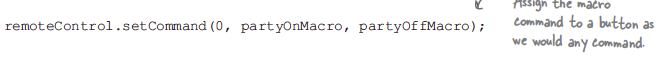 Assign the macro
remoteControl.setCommand(0, partyOnMacro, partyOffMacro);
command to a button as
we would any command.